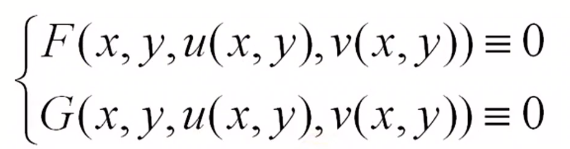 F(x, y, u(x, y), v(x, y)) ≡ 0
G(x, y, u(x, y), v(x, y)) ≡ 0